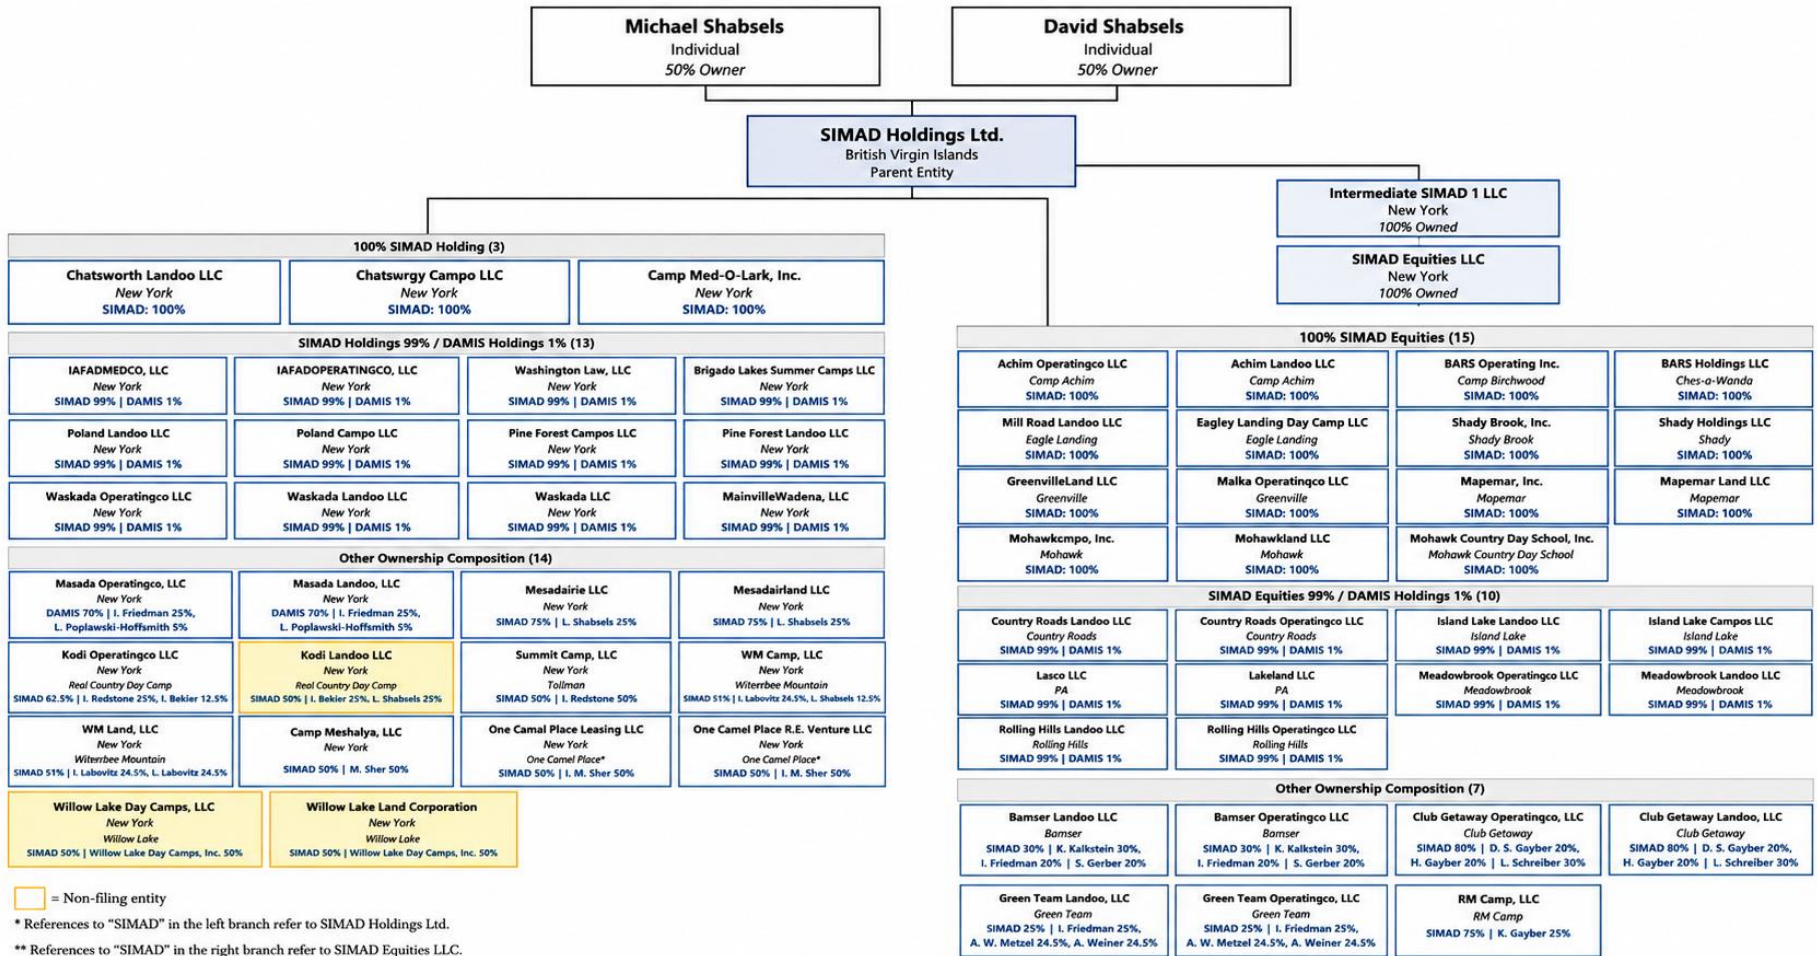 Michael Shabsels
Individual
50% Owner
David Shabsels
Individual
50% Owner
SIMAD Holdings Ltd.
British Virgin Islands
Parent Entity
Intermediate SIMAD 1 LLC
New York
100% Owned
SIMAD Equities LLC
New York
100% Owned
100% SIMAD Holding (3)
Chatsworth Landoo LLC
New York
SIMAD: 100%
Chatswrgy Campo LLC
New York
SIMAD: 100%
Camp Med-O-Lark, Inc.
New York
SIMAD: 100%
SIMAD Holdings 99% / DAMIS Holdings 1% (13)
IAFADMEDCO, LLC
New York
SIMAD 99% | DAMIS 1%
IAFADOPERATINGCO, LLC
New York
SIMAD 99% | DAMIS 1%
Washington Law, LLC
New York
SIMAD 99% | DAMIS 1%
Brigado Lakes Summer Camps LLC
New York
SIMAD 99% | DAMIS 1%
Poland Landoo LLC
New York
SIMAD 99% | DAMIS 1%
Poland Campo LLC
New York
SIMAD 99% | DAMIS 1%
Pine Forest Campos LLC
New York
SIMAD 99% | DAMIS 1%
Pine Forest Landoo LLC
New York
SIMAD 99% | DAMIS 1%
Waskada Operatingco LLC
New York
SIMAD 99% | DAMIS 1%
Waskada Landoo LLC
New York
SIMAD 99% | DAMIS 1%
Waskada LLC
New York
SIMAD 99% | DAMIS 1%
MainvilleWadena, LLC
New York
SIMAD 99% | DAMIS 1%
Other Ownership Composition (14)
Masada Operatingco, LLC
New York
DAMIS 70% | I. Friedman 25%,
L. Poplawski-Hoffsmith 5%
Masada Landoo, LLC
New York
DAMIS 70% | I. Friedman 25%,
L. Poplawski-Hoffsmith 5%
Mesadairie LLC
New York
SIMAD 75% | L. Shabsels 25%
Mesadairland LLC
New York
SIMAD 75% | L. Shabsels 25%
Kodi Operatingco LLC
New York
Real Country Day Camp
SIMAD 62.5% | I. Redstone 25%, I. Bekier 12.5%
Kodi Landoo LLC
New York
Real Country Day Camp
SIMAD 50% | I. Bekier 25%, L. Shabsels 25%
Summit Camp, LLC
Tollman
SIMAD 50% | I. Redstone 50%
WM Camp, LLC
New York
Witerrbee Mountain
SIMAD 51% | I. Labovitz 24.5%, L. Shabsels 12.5%
WM Land, LLC
New York
Witerrbee Mountain
SIMAD 51% | I. Labovitz 24.5%, L. Labovitz 24.5%
Camp Meshalya, LLC
New York
SIMAD 50% | M. Sher 50%
One Camal Place Leasing LLC
New York
One Camel Place*
SIMAD 50% | I. M. Sher 50%
One Camel Place R.E. Venture LLC
New York
One Camel Place*
SIMAD 50% | I. M. Sher 50%
Willow Lake Day Camps, LLC
New York
Willow Lake
SIMAD 50% | Willow Lake Day Camps, Inc. 50%
Willow Lake Land Corporation
New York
Willow Lake
SIMAD 50% | Willow Lake Day Camps, Inc. 50%
= Non-filing entity
* References to “SIMAD” in the left branch refer to SIMAD Holdings Ltd.
** References to “SIMAD” in the right branch refer to SIMAD Equities LLC.
100% SIMAD Equities (15)
Achim Operatingco LLC
Camp Achim
SIMAD: 100%
Achim Landoo LLC
Camp Achim
SIMAD: 100%
BARS Operating Inc.
Camp Birchwood
SIMAD: 100%
BARS Holdings LLC
Ches-a-Wanda
SIMAD: 100%
Mill Road Landoo LLC
Eagle Landing
SIMAD: 100%
Eagley Landing Day Camp LLC
Eogle Landing
SIMAD: 100%
Shady Brook, Inc.
Shady Brook
SIMAD: 100%
Shady Holdings LLC
Shady
SIMAD: 100%
GreenvilleLand LLC
Greenville
SIMAD: 100%
Malka Operatinqco LLC
Greenville
SIMAD: 100%
Mapemar, Inc.
Mapemar
SIMAD: 100%
Mapemar Land LLC
Mapemar
SIMAD: 100%
Mohawkcmpo, Inc.
Mohawk
SIMAD: 100%
Mohawkland LLC
Mohawk
SIMAD: 100%
Mohawk Country Day School, Inc.
Mohawk Country Day School
SIMAD: 100%
SIMAD Equities 99% / DAMIS Holdings 1% (10)
Country Roads Landoo LLC
Country Roads
SIMAD 99% | DAMIS 1%
Country Roads Operatingco LLC
Country Roads
SIMAD 99% | DAMIS 1%
Island Lake Landoo LLC
Island Lake
SIMAD 99% | DAMIS 1%
Island Lake Campos LLC
Island Lake
SIMAD 99% | DAMIS 1%
Lasco LLC
PA
SIMAD 99% | DAMIS 1%
Lakeland LLC
PA
SIMAD 99% | DAMIS 1%
Meadowbrook Operatingco LLC
Meadowbrook
SIMAD 99% | DAMIS 1%
Meadowbrook Landoo LLC
Meadowbrook
SIMAD 99% | DAMIS 1%
Rolling Hills Landoo LLC
Rolling Hills
SIMAD 99% | DAMIS 1%
Rolling Hills Operatingco LLC
Rolling Hills
SIMAD 99% | DAMIS 1%
Other Ownership Composition (7)
Bamser Landoo LLC
Bamser
SIMAD 30% | K. Kalkstein 30%,
I. Friedman 20% | S. Gerber 20%
Bamser Operatingco LLC
Bamser
SIMAD 30% | K. Kalkstein 30%,
I. Friedman 20% | S. Gerber 20%
Club Getaway Operatingco, LLC
Club Getaway
SIMAD 80% | D. S. Gayber 20%,
H. Gayber 20% | L. Schreiber 30%
Club Getaway Landoo, LLC
Club Getaway
SIMAD 80% | D. S. Gayber 20%,
H. Gayber 20% | L. Schreiber 30%
Green Team Landoo, LLC
Green Team
SIMAD 25% | I. Friedman 25%,
A. W. Metzel 24.5%, A. Weiner 24.5%
Green Team Operatingco, LLC
Green Team
SIMAD 25% | I. Friedman 25%,
A. W. Metzel 24.5%, A. Weiner 24.5%
RM Camp, LLC
RM Camp
SIMAD 75% | K. Gayber 25%